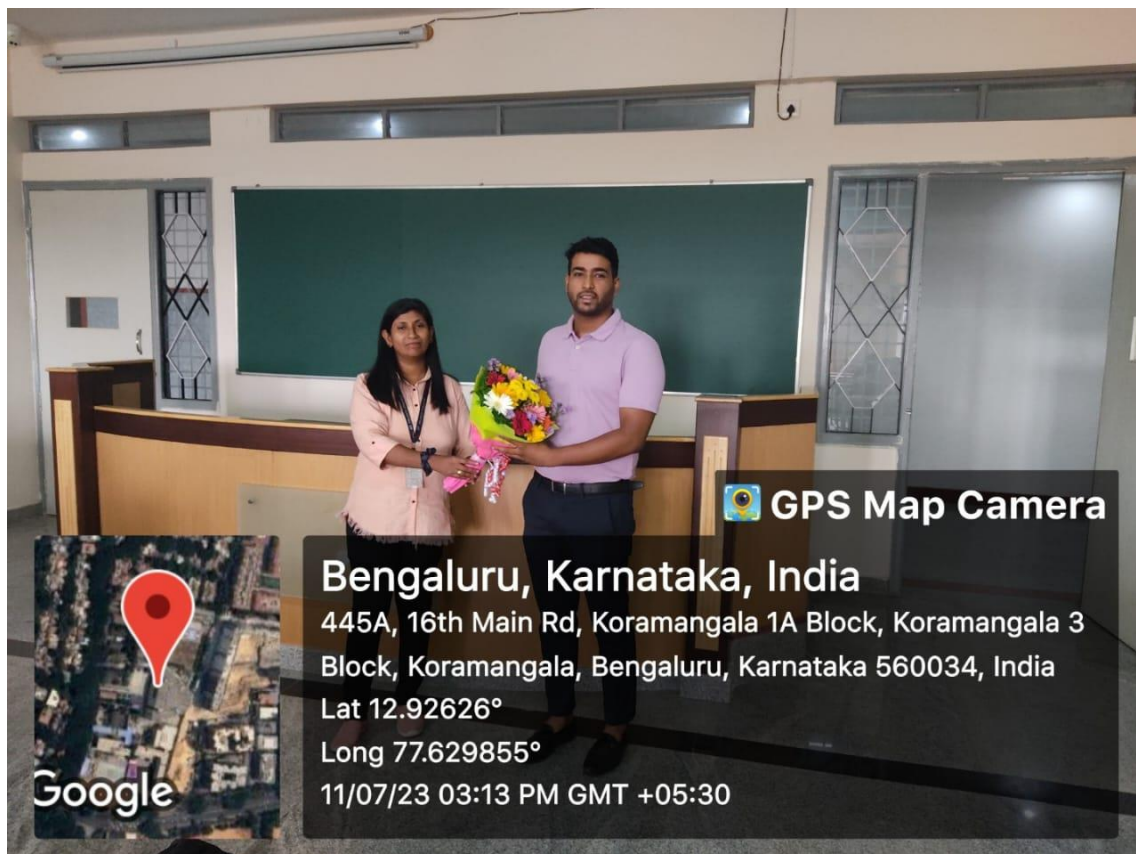 GPS Map Camera
Bengaluru, Karnataka, India
445A, 16th Main Rd, Koramangala 1A Block, Koramangala 3
Block, Koramangala, Bengaluru, Karnataka 560034, India
Lat 12.92626°
Long 77.629855°
11/07/23 03:13 PM GMT +05:30
Google